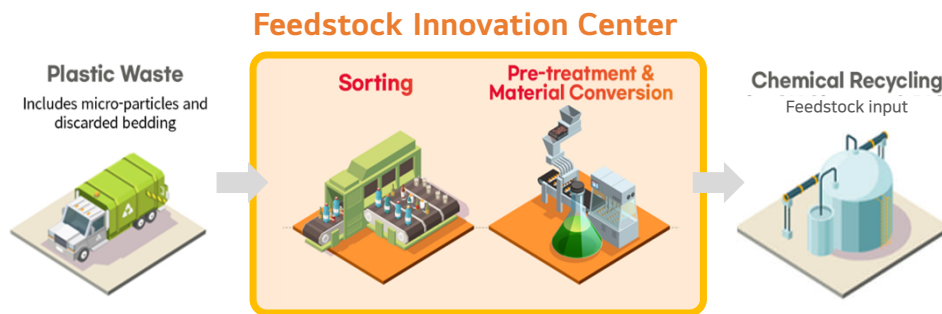 Feedstock Innovation Center
Plastic Waste
Includes micro-particles and
discarded bedding
Sorting
Pre-treatment &
Material Conversion
Chemical Recycling
Feedstock input